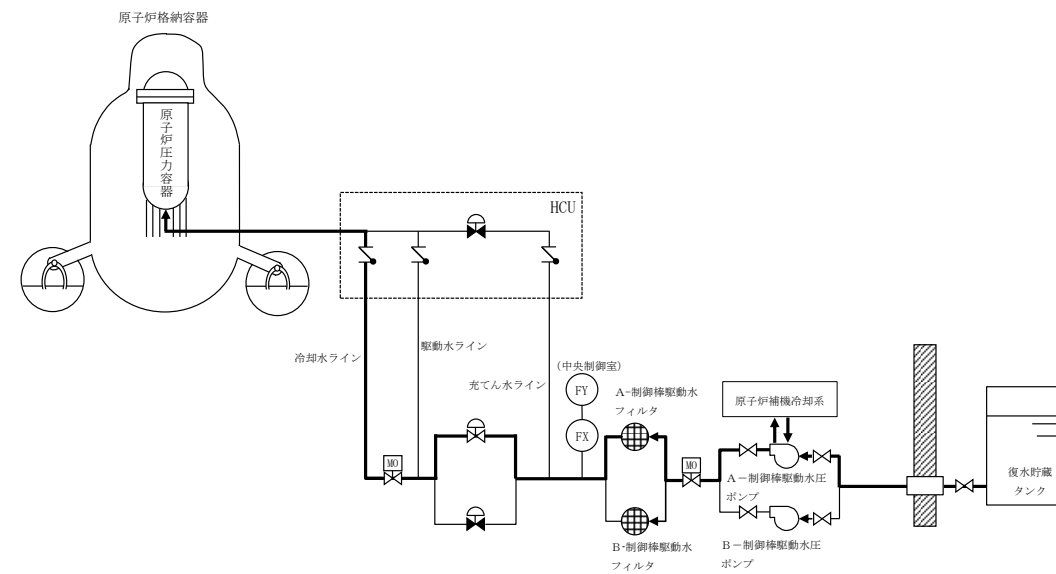 原子炉格納容器
原子炉圧力容器
HCU
冷却水ライン
駆動水ライン
充てん水ライン
(中央制御室)
FY
FX
A-制御棒駆動水
フィルタ
B-制御棒駆動水
フィルタ
MO
MO
原子炉補機冷却系
A－制御棒駆動水圧
ポンプ
B－制御棒駆動水圧
ポンプ
復水貯蔵
タンク